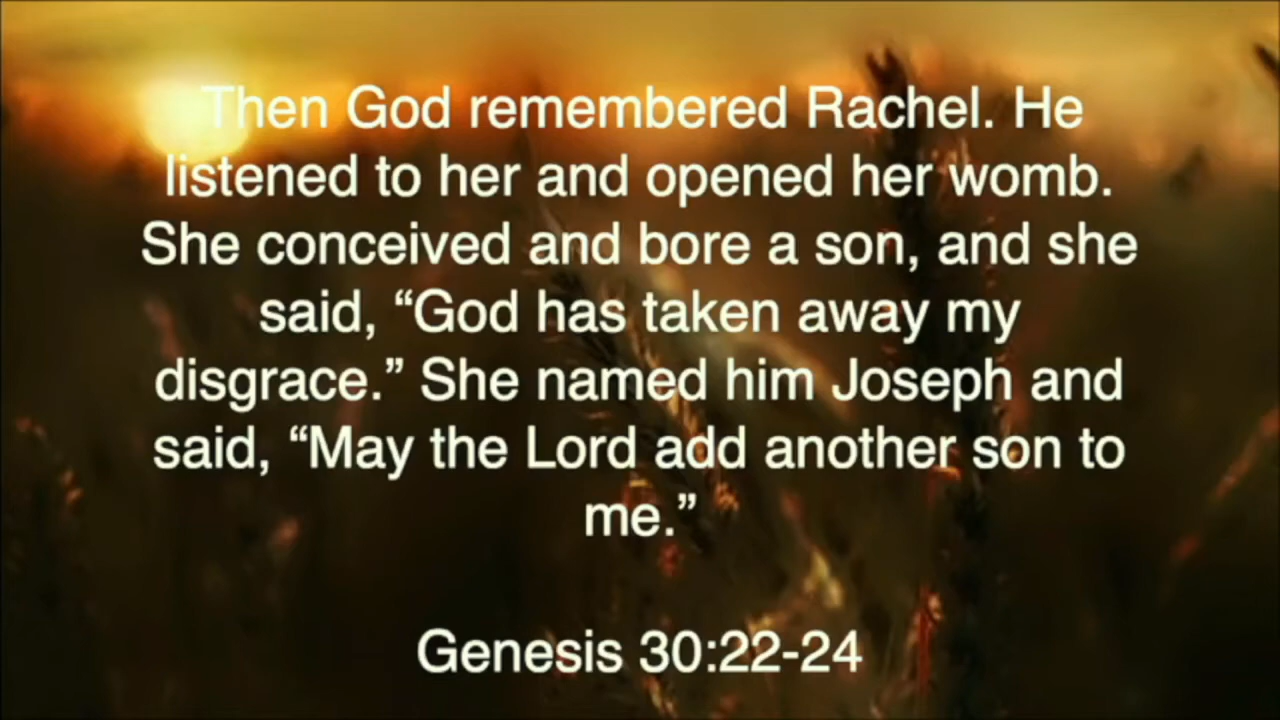 Then God remembered Rachel. He
listened to her and opened her womb.
She conceived and bore a son, and she
said, “God has taken away my
disgrace.” She named him Joseph and
said, “May the Lord add another son to
me.”
Genesis 30:22-24